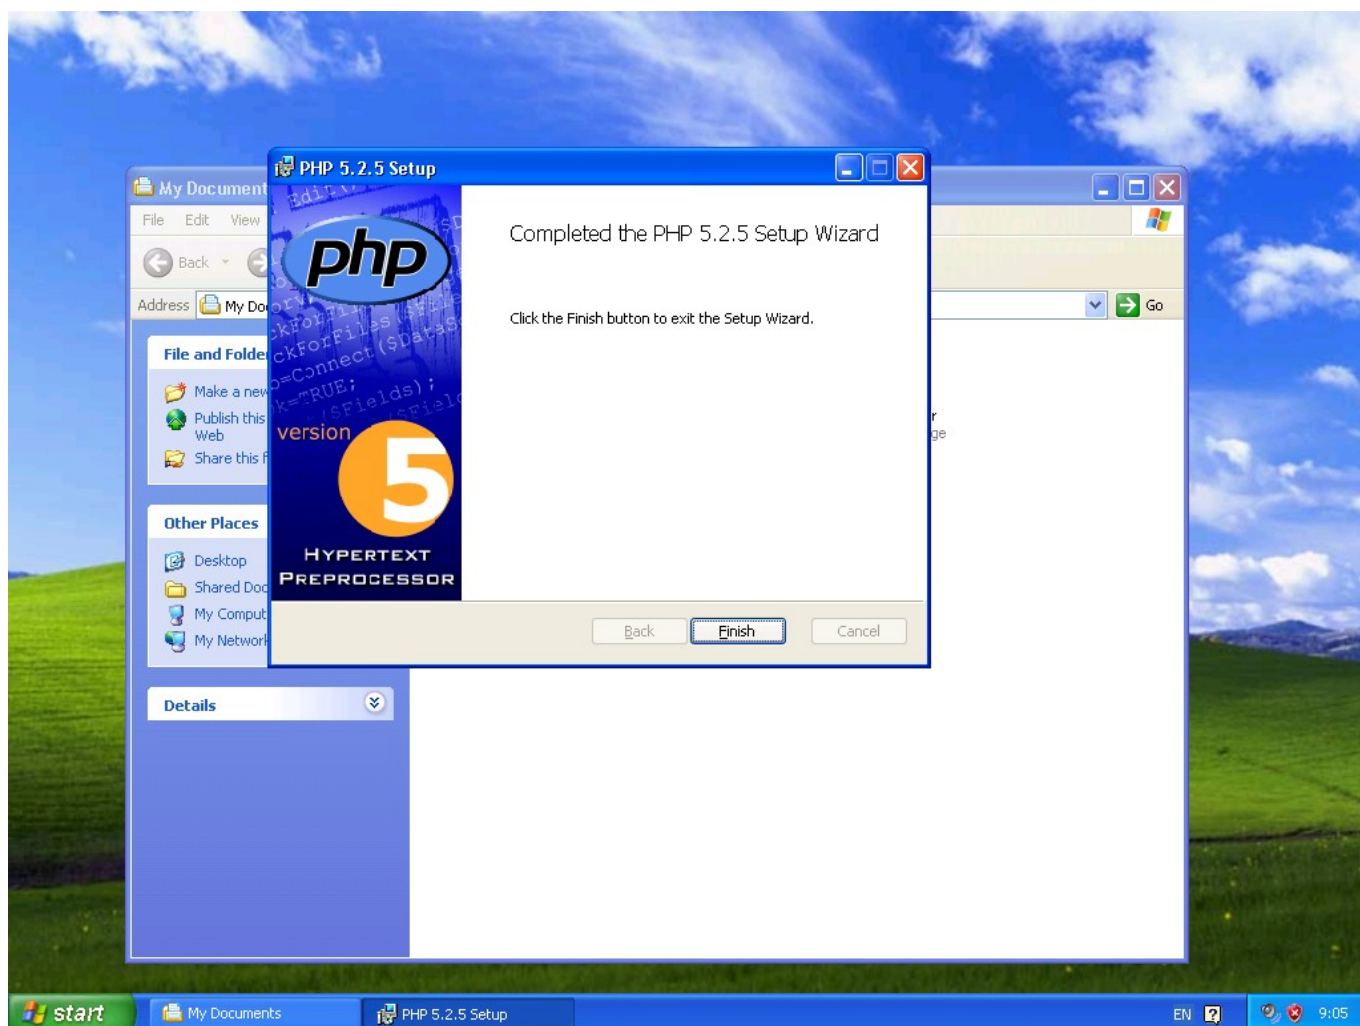 PHP 5.2.5 Setup
My Document
File Edit View
Back
Address My Do
Go
php
Completed the PHP 5.2.5 Setup Wizard
Click the Finish button to exit the Setup Wizard.
version
5
HYPERTEXT
PREPROCESSOR
File and Folde
Make a new
Publish this
Web
Share this f
Other Places
Desktop
Shared Doc
My Comput
My Network
Details
Back Finish Cancel
r
ge
start My Documents PHP 5.2.5 Setup EN 9:05